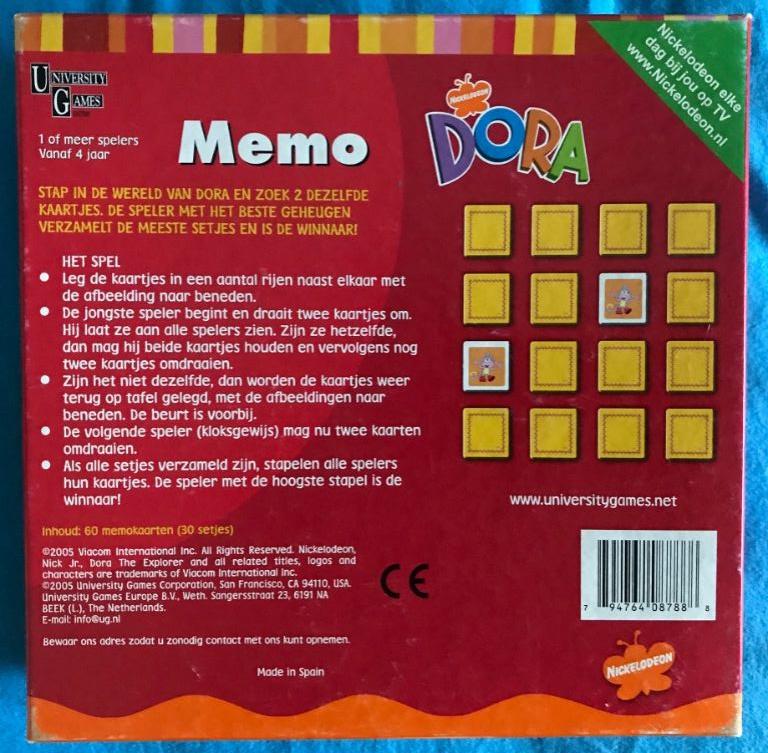 UNIVERSITY
GAMES
1 of meer spelers
Vanaf 4 jaar
Memo
NICKELODEON
DORA
Nickelodeon elke
dag bij jou op TV
www.Nickelodeon.nl
STAP IN DE WERELD VAN DORA EN ZOEK 2 DEZELFDE
KAARTJES. DE SPELER MET HET BESTE GEHEUGEN
VERZAMELT DE MEESTE SETJES EN IS DE WINNAAR!
HET SPEL
• Leg de kaartjes in een aantal rijen naast elkaar met
de afbeelding naar beneden.
• De jongste speler begint en draait twee kaartjes om.
Hij laat ze aan alle spelers zien. Zijn ze hetzelfde,
dan mag hij beide kaartjes houden en vervolgens nog
twee kaartjes omdraaien.
• Zijn het niet dezelfde, dan worden de kaartjes weer
terug op tafel gelegd, met de afbeeldingen naar
beneden. De beurt is voorbij.
• De volgende speler (kloksgewijs) mag nu twee kaarten
omdraaien.
• Als alle setjes verzameld zijn, stapelen alle spelers
hun kaartjes. De speler met de hoogste stapel is de
winnaar!
www.universitygames.net
Inhoud: 60 memokaarten (30 setjes)
©2005 Viacom International Inc. All Rights Reserved. Nickelodeon,
Nick Jr., Dora The Explorer and all related titles, logos and
characters are trademarks of Viacom International Inc.
©2005 University Games Corporation, San Francisco, CA 94110, USA.
University Games Europe B.V., Weth. Sangersstraat 23, 6191 NA
BEEK (L.), The Netherlands.
E-mail: info@ug.nl
CE
7 94764 08788 8
Bewaar ons adres zodat u zonodig contact met ons kunt opnemen.
Made in Spain
NICKELODEON